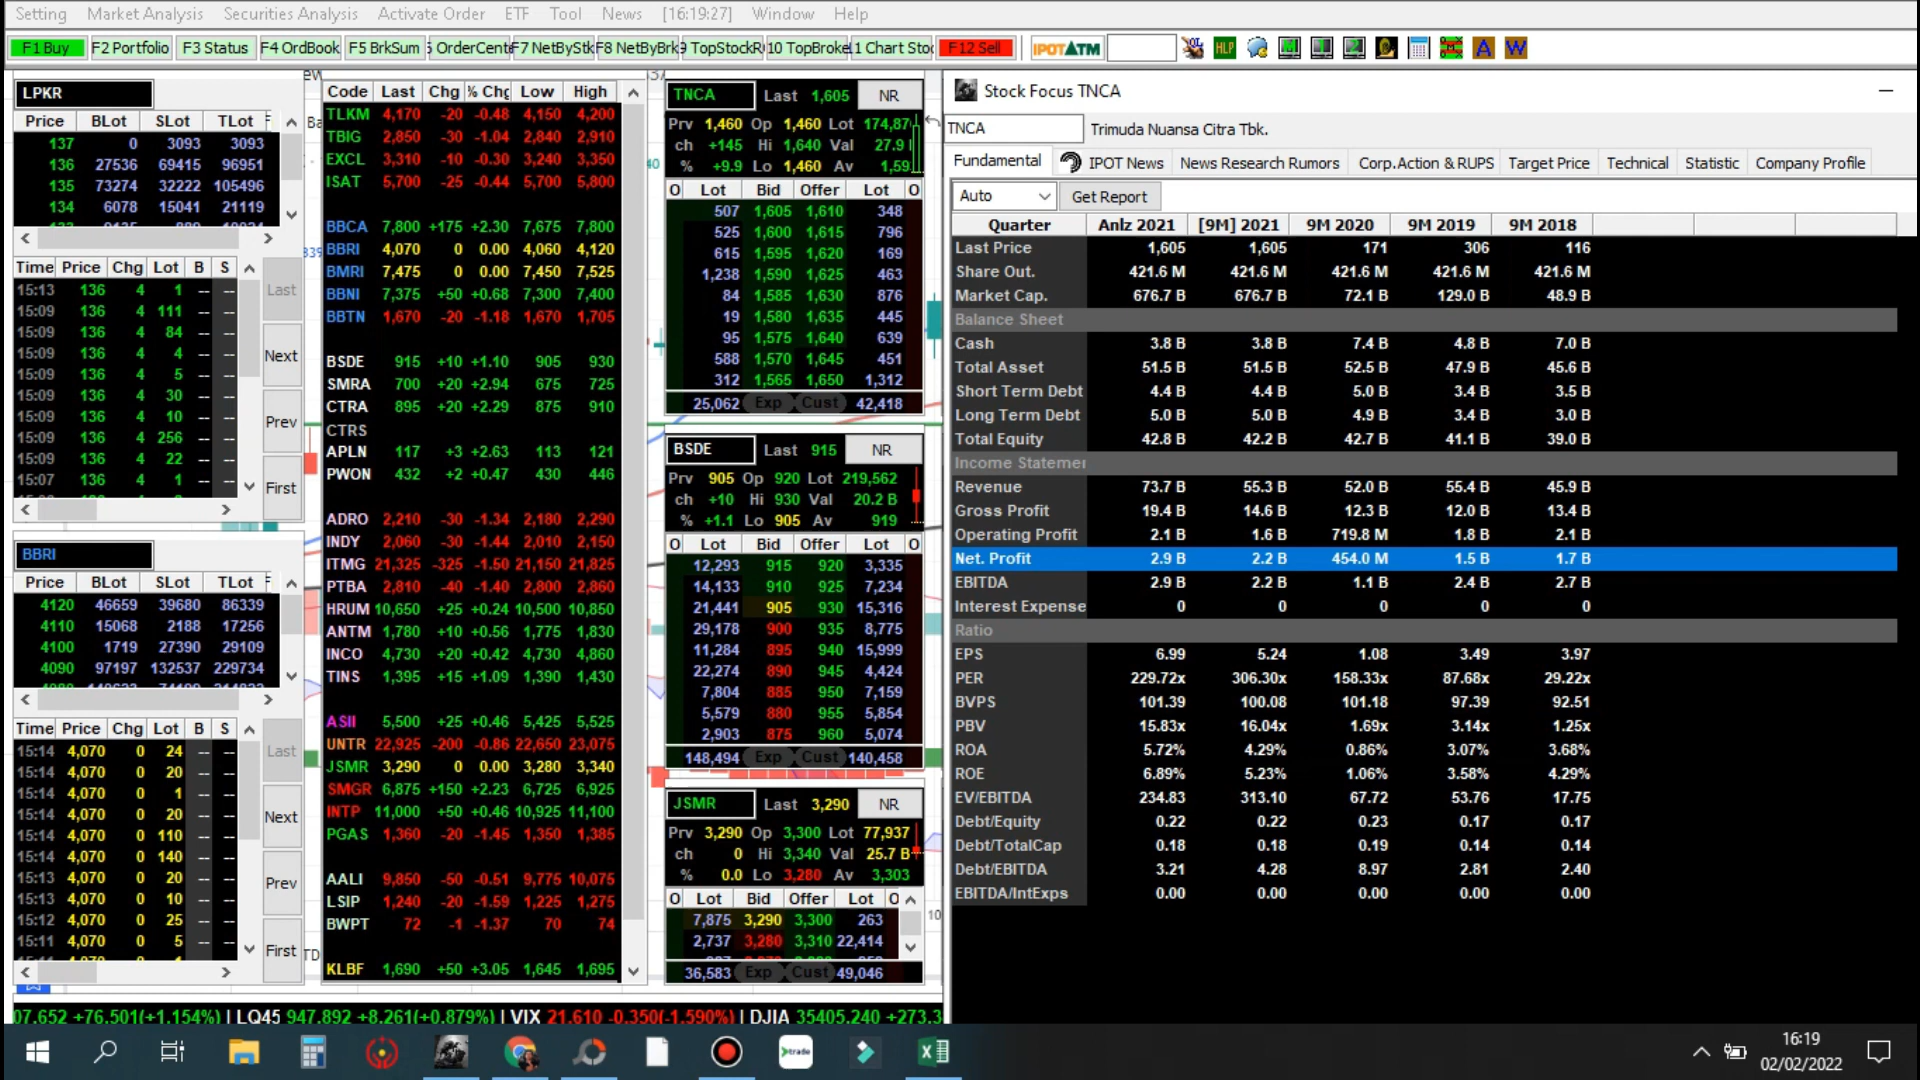 Setting Market Analysis Securities Analysis Activate Order ETF Tool News [16:19:27] Window Help
F1 Buy F2 Portfolio F3 Status F4 OrdBook F5 BrkSum OrderCente F7 NetByStk F8 NetByBrk 9 TopStock 10 TopBroke 1 Chart Stoc F12 Sell IPOTATM HLP A W
LPKR
Price BLot SLot TLot F
137 0 3093 3093
136 27536 69415 96951
135 73274 32222 105496
134 6078 15041 21119
Time Price Chg Lot B S
15:13 136 4 1 -- --
15:09 136 4 111 -- --
15:09 136 4 84 -- --
15:09 136 4 4 -- --
15:09 136 4 5 -- --
15:09 136 4 30 -- --
15:09 136 4 10 -- --
15:09 136 4 256 -- --
15:09 136 4 22 -- --
15:07 136 4 1 -- --
Last
Next
Prev
First
BBRI
Price BLot SLot TLot F
4120 46659 39680 86339
4110 15068 2188 17256
4100 1719 27390 29109
4090 97197 132537 229734
Time Price Chg Lot B S
15:14 4,070 0 24 -- --
15:14 4,070 0 20 -- --
15:14 4,070 0 1 -- --
15:14 4,070 0 20 -- --
15:14 4,070 0 110 -- --
15:14 4,070 0 140 -- --
15:13 4,070 0 20 -- --
15:13 4,070 0 10 -- --
15:12 4,070 0 25 -- --
15:11 4,070 0 5 -- --
Last
Next
Prev
First
Code Last Chg % Chg Low High
TLKM 4,170 -20 -0.48 4,150 4,200
TBIG 2,850 -30 -1.04 2,840 2,910
EXCL 3,310 -10 -0.30 3,240 3,350
ISAT 5,700 -25 -0.44 5,700 5,800
BBCA 7,800 +175 +2.30 7,675 7,800
BBRI 4,070 0 0.00 4,060 4,120
BMRI 7,475 0 0.00 7,450 7,525
BBNI 7,375 +50 +0.68 7,300 7,400
BBTN 1,670 -20 -1.18 1,670 1,705
BSDE 915 +10 +1.10 905 930
SMRA 700 +20 +2.94 675 725
CTRA 895 +20 +2.29 875 910
CTRS
APLN 117 +3 +2.63 113 121
PWON 432 +2 +0.47 430 446
ADRO 2,210 -30 -1.34 2,180 2,290
INDY 2,060 -30 -1.44 2,010 2,150
ITMG 21,325 -325 -1.50 21,150 21,825
PTBA 2,810 -40 -1.40 2,800 2,860
HRUM 10,650 +25 +0.24 10,500 10,850
ANTM 1,780 +10 +0.56 1,775 1,830
INCO 4,730 +20 +0.42 4,730 4,860
TINS 1,395 +15 +1.09 1,390 1,430
ASII 5,500 +25 +0.46 5,425 5,525
UNTR 22,925 -200 -0.86 22,650 23,075
JSMR 3,290 0 0.00 3,280 3,340
SMGR 6,875 +150 +2.23 6,725 6,925
INTP 11,000 +50 +0.46 10,925 11,100
PGAS 1,360 -20 -1.45 1,350 1,385
AALI 9,850 -50 -0.51 9,775 10,075
LSIP 1,240 -20 -1.59 1,225 1,275
BWPT 72 -1 -1.37 70 74
KLBF 1,690 +50 +3.05 1,645 1,695
TNCA Last 1,605 NR
Prv 1,460 Op 1,460 Lot 174,87
ch +145 Hi 1,640 Val 27.9
% +9.9 Lo 1,460 Av 1,59
O Lot Bid Offer Lot O
507 1,605 1,610 348
525 1,600 1,615 796
615 1,595 1,620 169
1,238 1,590 1,625 463
84 1,585 1,630 876
19 1,580 1,635 445
95 1,575 1,640 639
588 1,570 1,645 451
312 1,565 1,650 1,312
25,062 Exp Cust 42,418
BSDE Last 915 NR
Prv 905 Op 920 Lot 219,562
ch +10 Hi 930 Val 20.2 B
% +1.1 Lo 905 Av 919
O Lot Bid Offer Lot O
12,293 915 920 3,335
14,133 910 925 7,234
21,441 905 930 15,316
29,178 900 935 8,775
11,284 895 940 15,999
22,274 890 945 4,424
7,804 885 950 7,159
5,579 880 955 5,854
2,903 875 960 5,074
148,494 Exp Cust 140,458
JSMR Last 3,290 NR
Prv 3,290 Op 3,300 Lot 77,937
ch 0 Hi 3,340 Val 25.7 B
% 0.0 Lo 3,280 Av 3,303
O Lot Bid Offer Lot O
7,875 3,290 3,300 263
2,737 3,280 3,310 22,414
36,583 Exp Cust 49,046
Stock Focus TNCA
TNCA Trimuda Nuansa Citra Tbk.
Fundamental IPOT News News Research Rumors Corp.Action & RUPS Target Price Technical Statistic Company Profile
Auto Get Report
Quarter Anlz 2021 [9M] 2021 9M 2020 9M 2019 9M 2018
Last Price 1,605 1,605 171 306 116
Share Out. 421.6 M 421.6 M 421.6 M 421.6 M 421.6 M
Market Cap. 676.7 B 676.7 B 72.1 B 129.0 B 48.9 B
Balance Sheet
Cash 3.8 B 3.8 B 7.4 B 4.8 B 7.0 B
Total Asset 51.5 B 51.5 B 52.5 B 47.9 B 45.6 B
Short Term Debt 4.4 B 4.4 B 5.0 B 3.4 B 3.5 B
Long Term Debt 5.0 B 5.0 B 4.9 B 3.4 B 3.0 B
Total Equity 42.8 B 42.2 B 42.7 B 41.1 B 39.0 B
Income Statemer
Revenue 73.7 B 55.3 B 52.0 B 55.4 B 45.9 B
Gross Profit 19.4 B 14.6 B 12.3 B 12.0 B 13.4 B
Operating Profit 2.1 B 1.6 B 719.8 M 1.8 B 2.1 B
Net. Profit 2.9 B 2.2 B 454.0 M 1.5 B 1.7 B
EBITDA 2.9 B 2.2 B 1.1 B 2.4 B 2.7 B
Interest Expense 0 0 0 0 0
Ratio
EPS 6.99 5.24 1.08 3.49 3.97
PER 229.72x 306.30x 158.33x 87.68x 29.22x
BVPS 101.39 100.08 101.18 97.39 92.51
PBV 15.83x 16.04x 1.69x 3.14x 1.25x
ROA 5.72% 4.29% 0.86% 3.07% 3.68%
ROE 6.89% 5.23% 1.06% 3.58% 4.29%
EV/EBITDA 234.83 313.10 67.72 53.76 17.75
Debt/Equity 0.22 0.22 0.23 0.17 0.17
Debt/TotalCap 0.18 0.18 0.19 0.14 0.14
Debt/EBITDA 3.21 4.28 8.97 2.81 2.40
EBITDA/IntExps 0.00 0.00 0.00 0.00 0.00
07.652 +76.501(+1.154%) | LQ45 947.892 +8.261(+0.879%) | VIX 21.610 -0.350(-1.590%) | DJIA 35405.240 +273.3
trade
16:19
02/02/2022